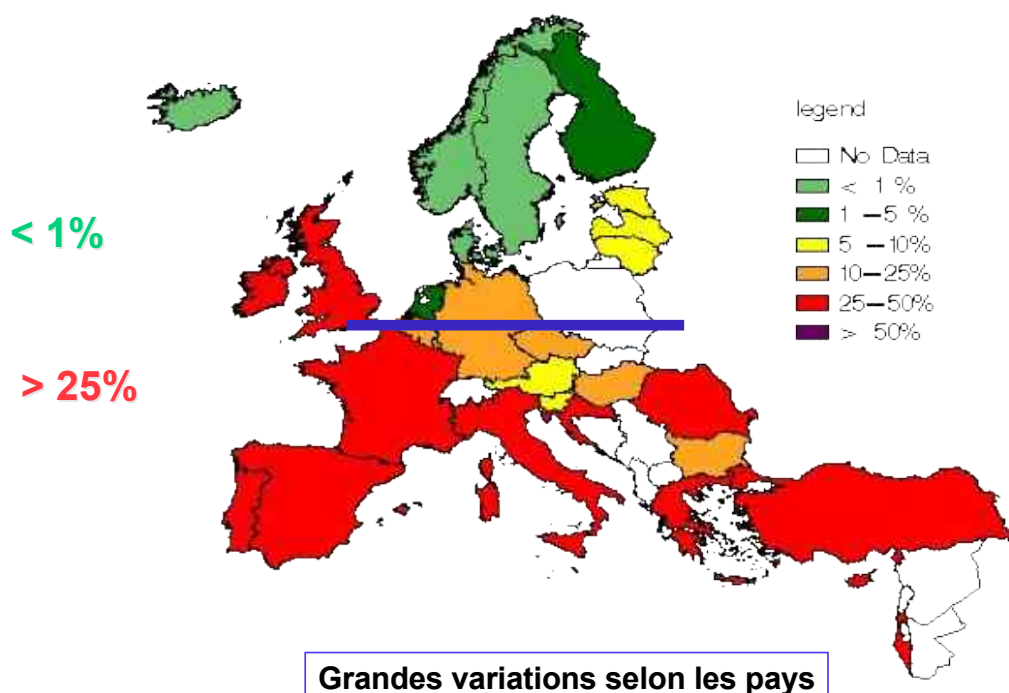 legend
No Data
< 1 %
1 –5 %
5 –10%
10–25%
25–50%
> 50%
< 1%
> 25%
Grandes variations selon les pays